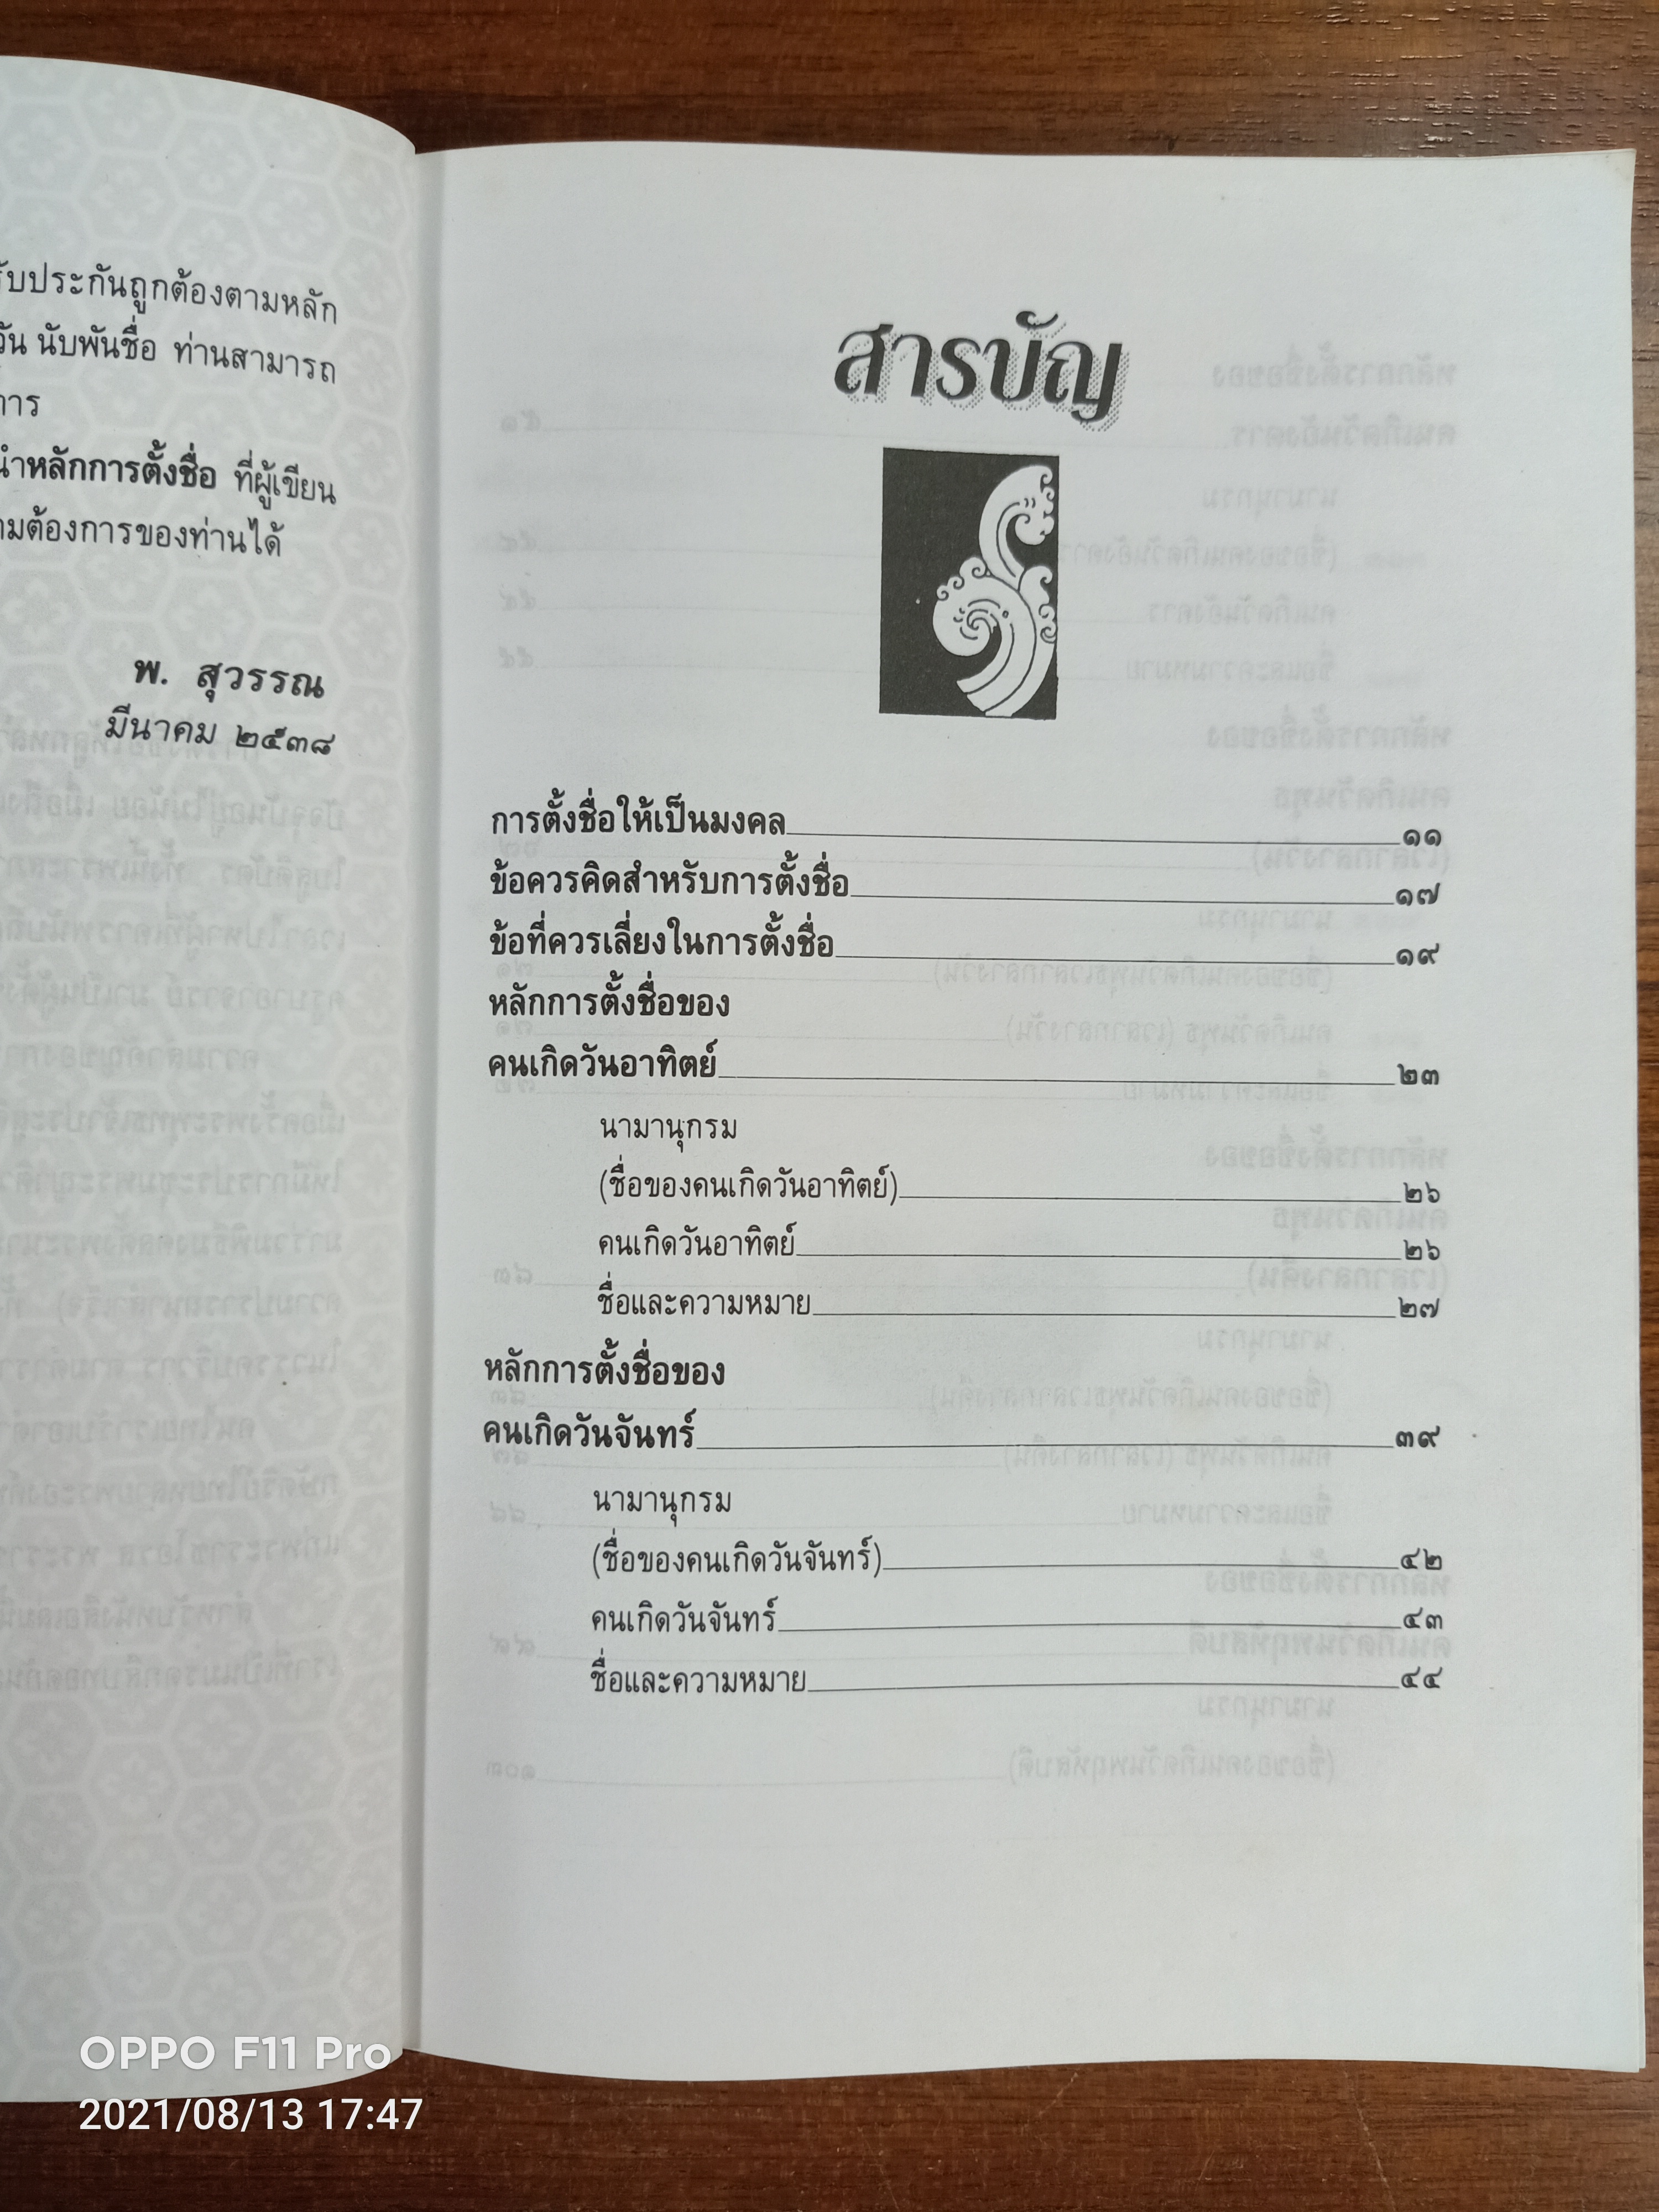 รับประกันถูกต้องตามหลัก
วัน นับพันชื่อ ท่านสามารถ
การ
นำหลักการตั้งชื่อ ที่ผู้เขียน
ามต้องการของท่านได้
พ. สุวรรณ
มีนาคม ๒๕๓๘
สารบัญ
การตั้งชื่อให้เป็นมงคล ๑๑
ข้อควรคิดสำหรับการตั้งชื่อ ๑๗
ข้อที่ควรเลี่ยงในการตั้งชื่อ ๑๙
หลักการตั้งชื่อของ
คนเกิดวันอาทิตย์ ๒๓
นามานุกรม
(ชื่อของคนเกิดวันอาทิตย์) ๒๖
คนเกิดวันอาทิตย์ ๒๖
ชื่อและความหมาย ๒๗
หลักการตั้งชื่อของ
คนเกิดวันจันทร์ ๓๙
นามานุกรม
(ชื่อของคนเกิดวันจันทร์) ๔๒
คนเกิดวันจันทร์ ๔๓
ชื่อและความหมาย ๔๔
OPPO F11 Pro
2021/08/13 17:47